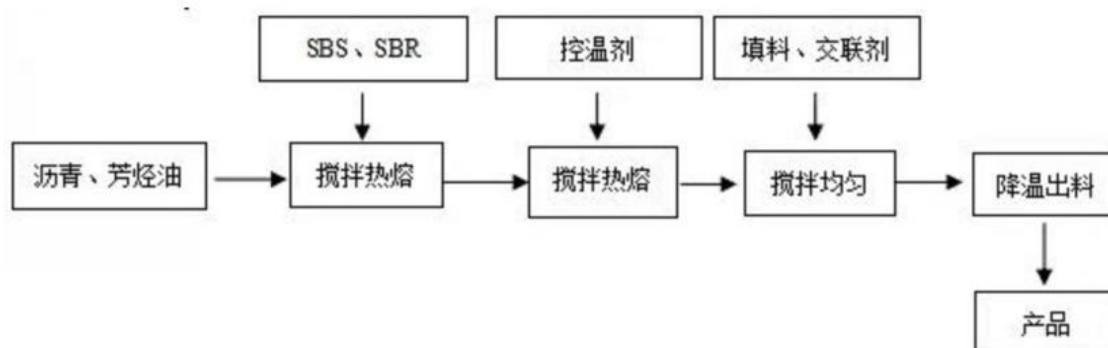 SBS、SBR
控温剂
填料、交联剂
沥青、芳烃油
搅拌热熔
搅拌热熔
搅拌均匀
降温出料
产品